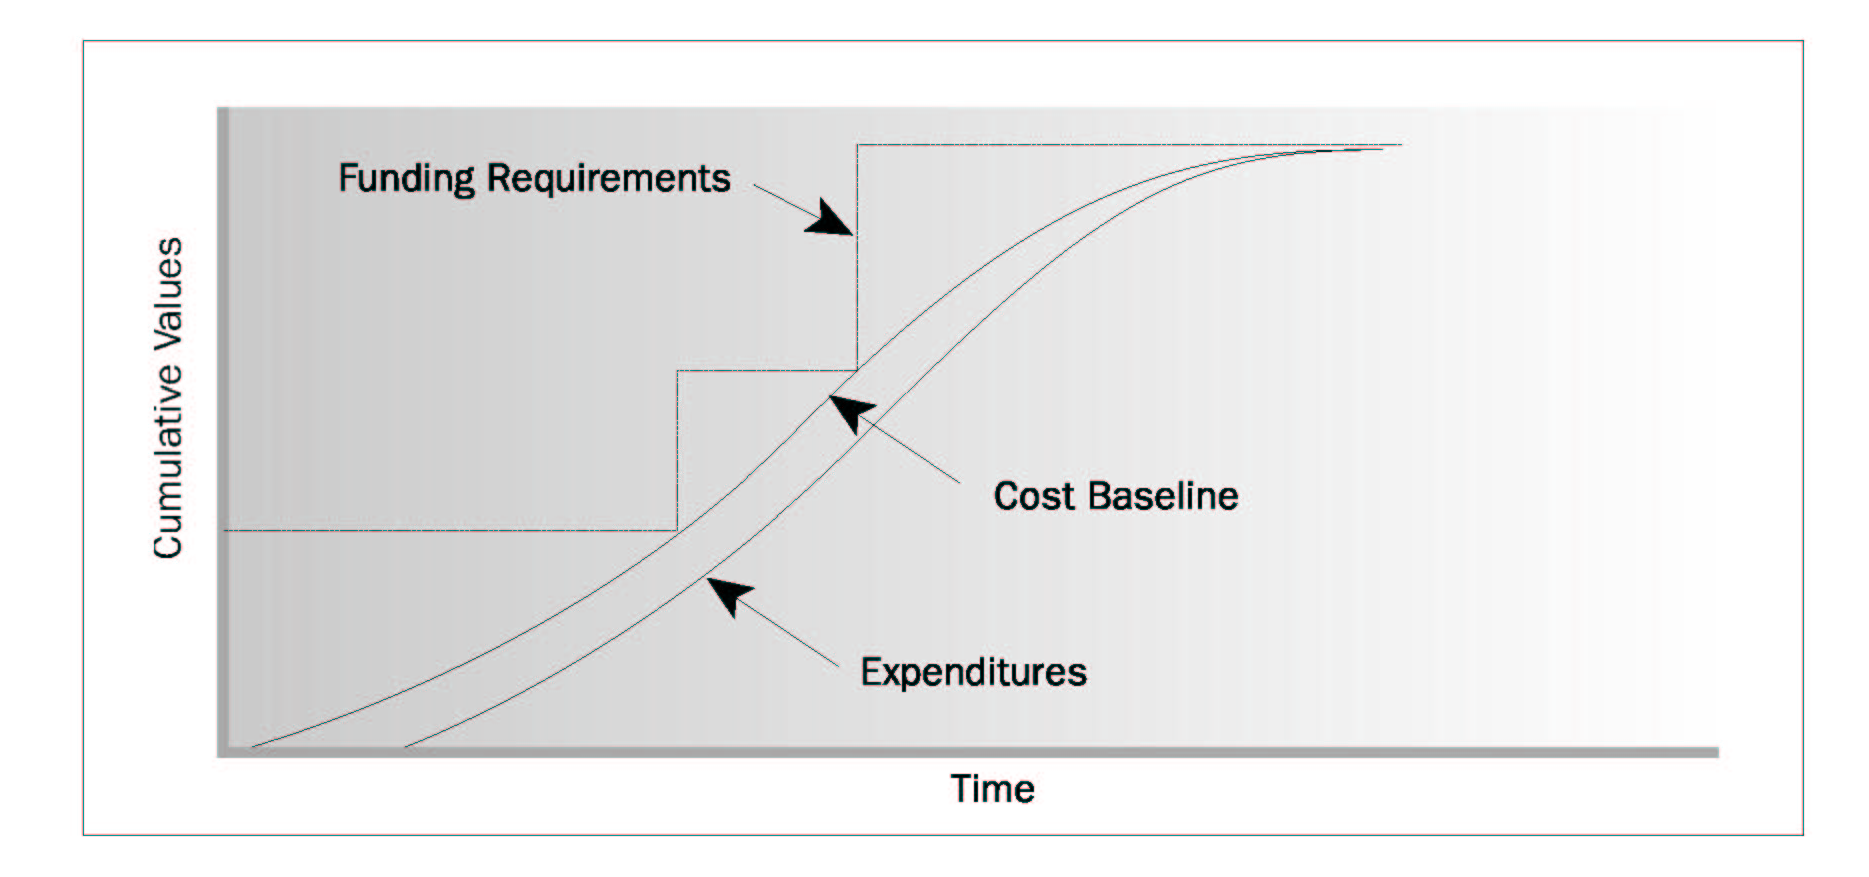 Funding Requirements
Cumulative Values
Cost Baseline
Expenditures
Time